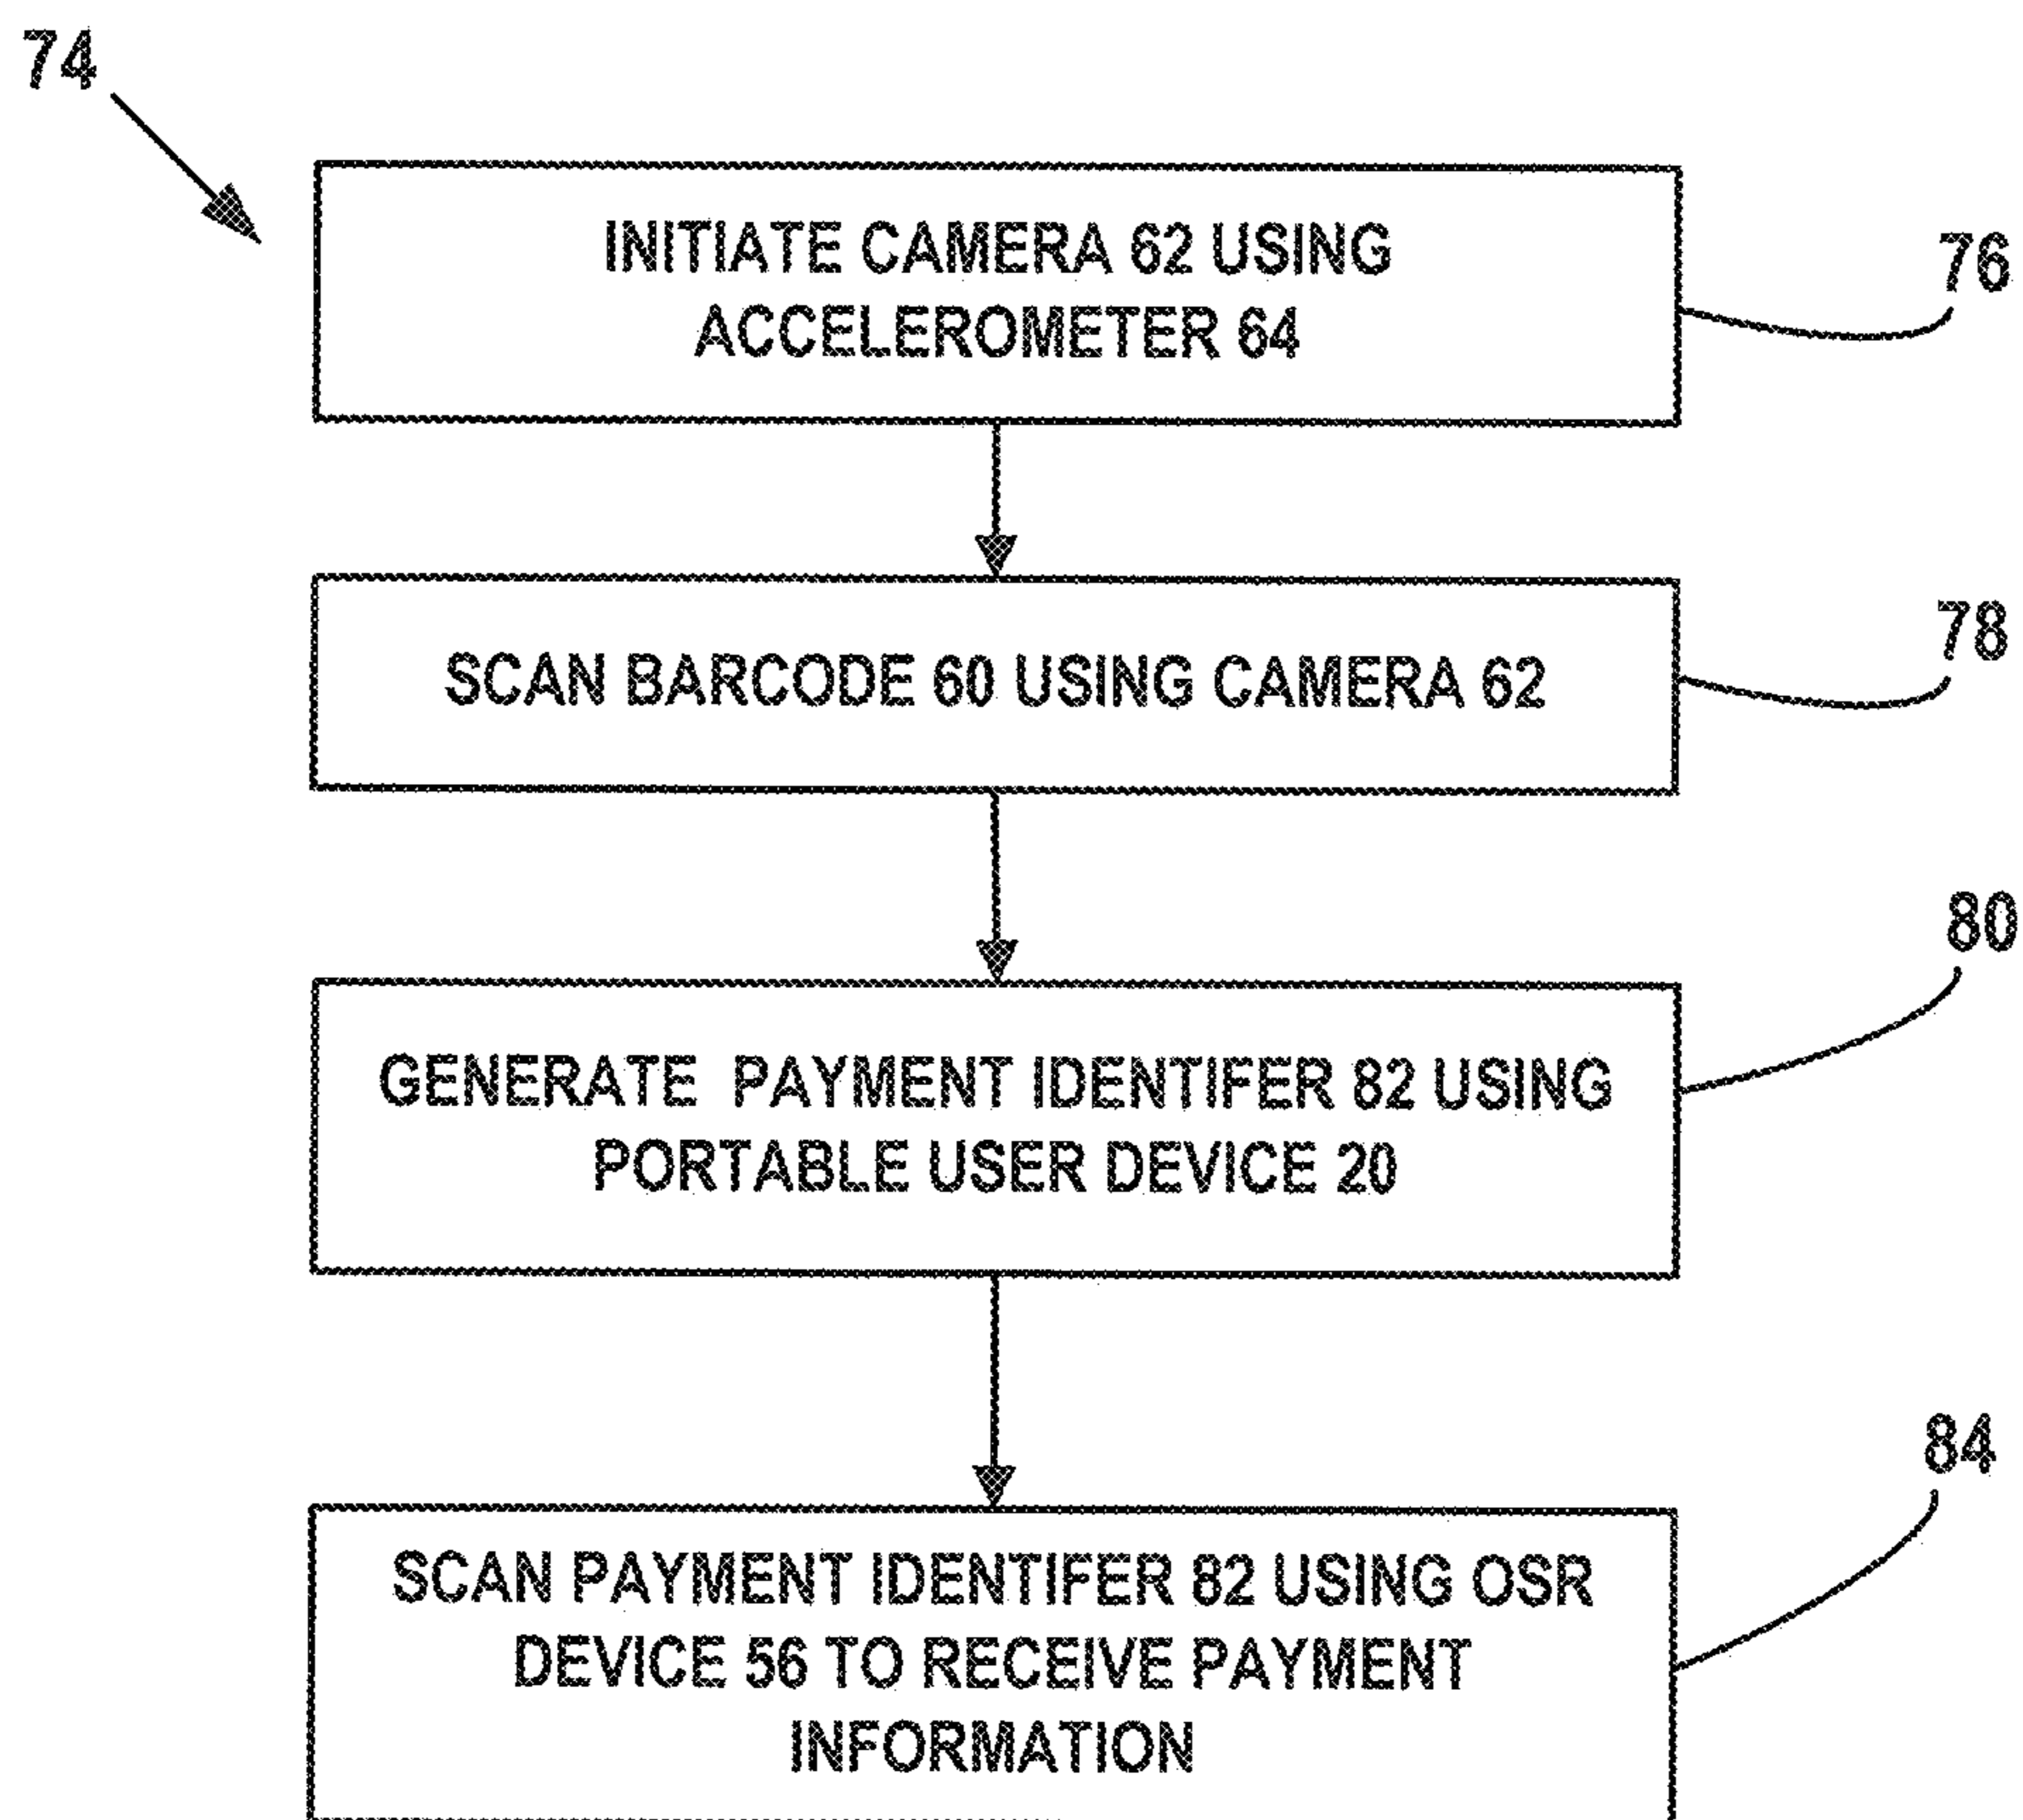 74
INITIATE CAMERA 62 USING
ACCELEROMETER 64
76
SCAN BARCODE 60 USING CAMERA 62
78
GENERATE PAYMENT IDENTIFER 82 USING
PORTABLE USER DEVICE 20
80
SCAN PAYMENT IDENTIFER 82 USING OSR
DEVICE 56 TO RECEIVE PAYMENT
INFORMATION
84